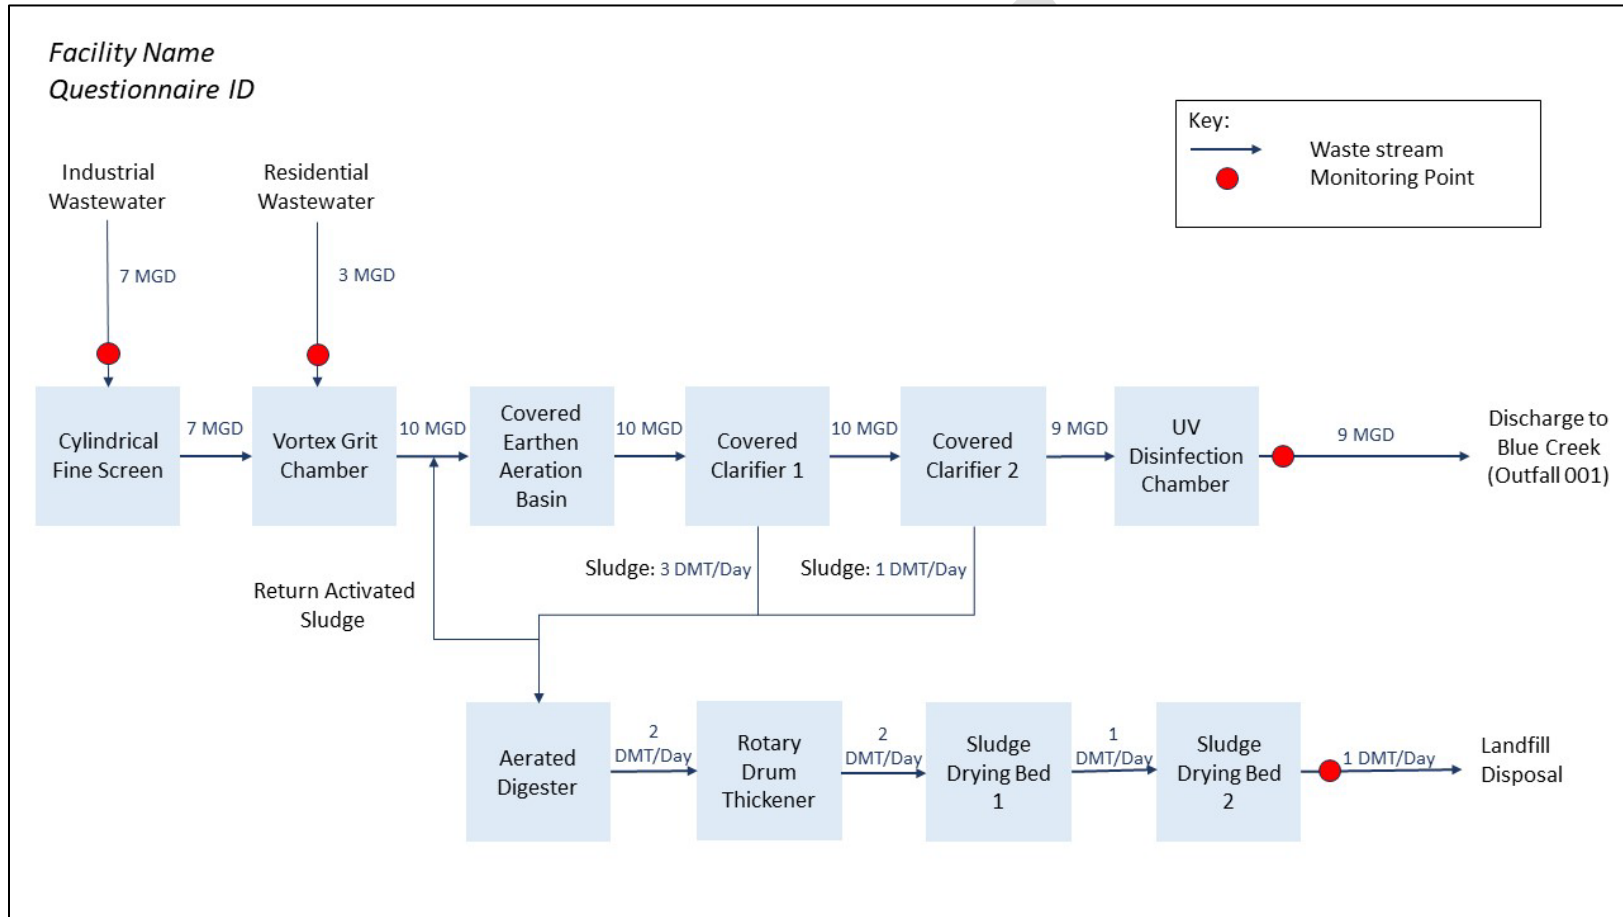 Facility Name
Questionnaire ID
Key:
Waste stream
Monitoring Point
Industrial
Wastewater
Residential
Wastewater
7 MGD
3 MGD
Cylindrical
Fine Screen
7 MGD
Vortex Grit
Chamber
10 MGD
Covered
Earthen
Aeration
Basin
10 MGD
Covered
Clarifier 1
10 MGD
Covered
Clarifier 2
9 MGD
UV
Disinfection
Chamber
9 MGD
Discharge to
Blue Creek
(Outfall 001)
Sludge: 3 DMT/Day
Sludge: 1 DMT/Day
Return Activated
Sludge
Aerated
Digester
2
DMT/Day
Rotary
Drum
Thickener
2
DMT/Day
Sludge
Drying Bed
1
1
DMT/Day
Sludge
Drying Bed
2
1 DMT/Day
Landfill
Disposal